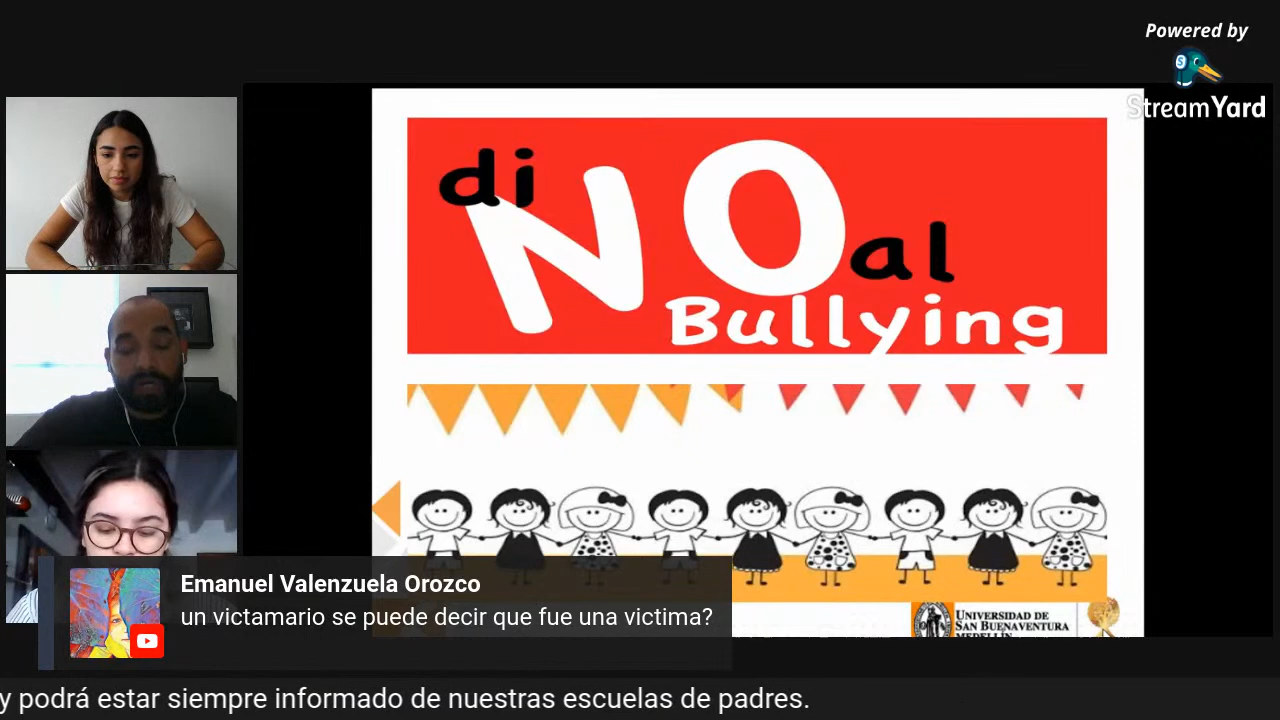 Powered by
StreamYard
di NO al
Bullying
Emanuel Valenzuela Orozco
un victamario se puede decir que fue una victima?
UNIVERSIDAD DE
SAN BUENAVENTURA
MEDELLÍN
y podrá estar siempre informado de nuestras escuelas de padres.